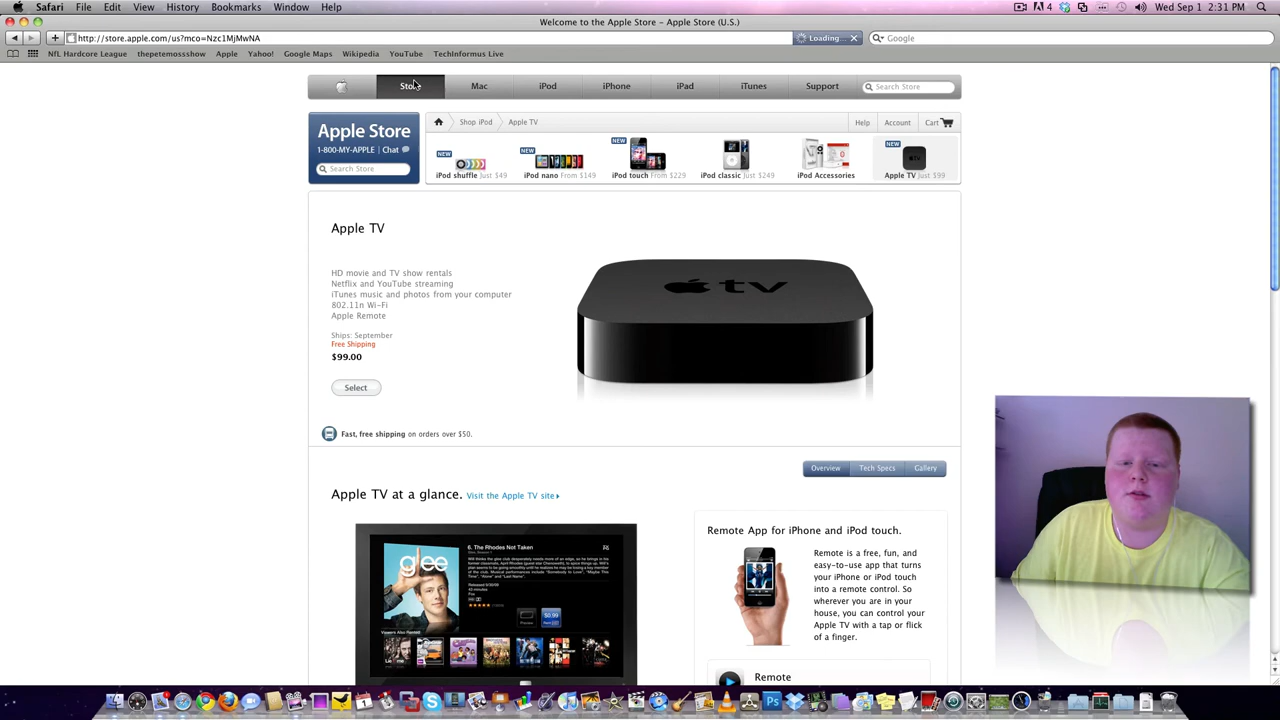 Safari File Edit View History Bookmarks Window Help
4
Wed Sep 1 2:31 PM
Welcome to the Apple Store - Apple Store (U.S.)
http://store.apple.com/us?mco=Nzc1MjMwNA
Loading...
Google
NFL Hardcore League thepetemossshow Apple Yahoo! Google Maps Wikipedia YouTube TechInformus Live
Store Mac iPod iPhone iPad iTunes Support Search Store
Apple Store
1-800-MY-APPLE | Chat
Search Store
Shop iPod Apple TV
Help Account Cart
NEW NEW NEW NEW
iPod shuffle Just $49 iPod nano From $149 iPod touch From $229 iPod classic Just $249 iPod Accessories Apple TV Just $99
Apple TV
HD movie and TV show rentals
Netflix and YouTube streaming
iTunes music and photos from your computer
802.11n Wi-Fi
Apple Remote
Ships: September
Free Shipping
$99.00
Select
tv
Fast, free shipping on orders over $50.
Overview Tech Specs Gallery
Apple TV at a glance. Visit the Apple TV site
glee
6. The Rhodes Not Taken
$0.99
Remote App for iPhone and iPod touch.
Remote is a free, fun, and
easy-to-use app that turns
your iPhone or iPod touch
into a remote control. So
wherever you are in your
house, you can control your
Apple TV with a tap or flick
of a finger.
Remote